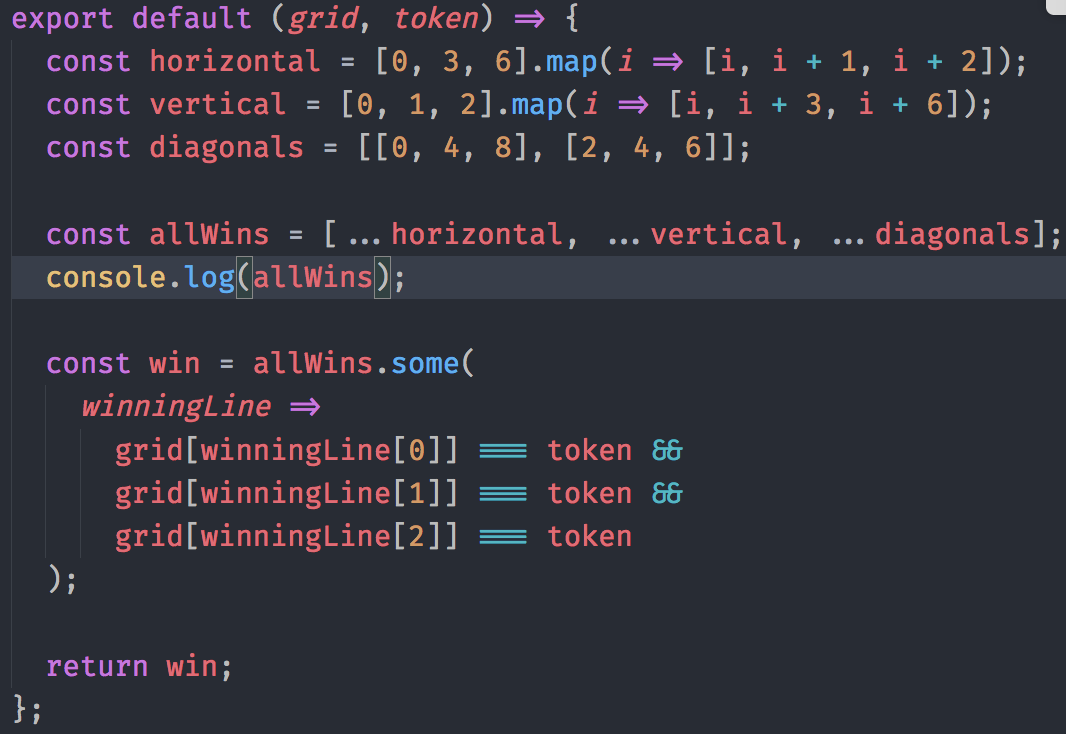 export default (grid, token) => {
  const horizontal = [0, 3, 6].map(i => [i, i + 1, i + 2]);
  const vertical = [0, 1, 2].map(i => [i, i + 3, i + 6]);
  const diagonals = [[0, 4, 8], [2, 4, 6]];

  const allWins = [...horizontal, ...vertical, ...diagonals];
  console.log(allWins);

  const win = allWins.some(
    winningLine =>
      grid[winningLine[0]] === token &&
      grid[winningLine[1]] === token &&
      grid[winningLine[2]] === token
  );

  return win;
};